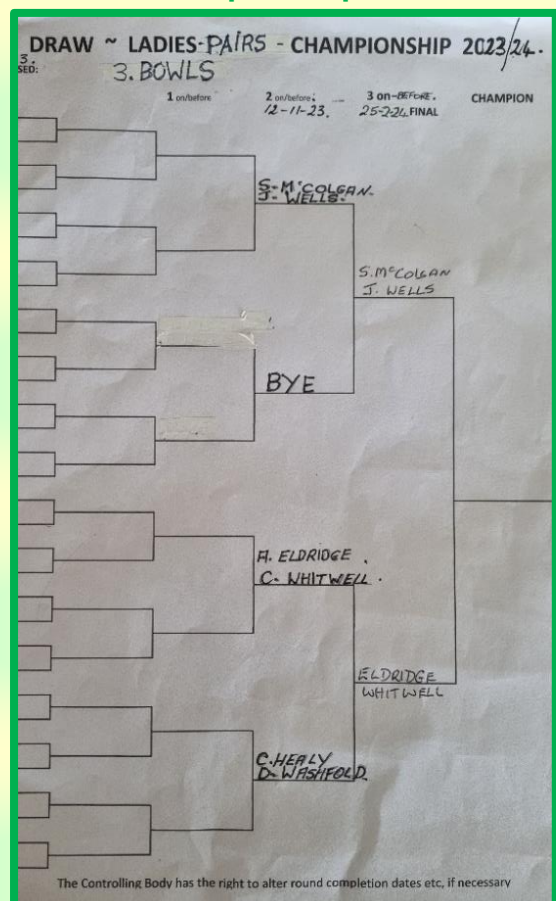 DRAW ~ LADIES-PAIRS - CHAMPIONSHIP 2023/24.
3.
SED:
3. BOWLS
1 on/before
2 on/before: 12-11-23.
3 on-BEFORE. 25-2-24 FINAL
CHAMPION
S. McCOLGAN.
J. WELLS.
S. McCOLGAN
J. WELLS
BYE
A. ELDRIDGE.
C. WHITWELL.
ELDRIDGE
WHITWELL
C. HEALY
D. WASHFOLD.
The Controlling Body has the right to alter round completion dates etc, if necessary